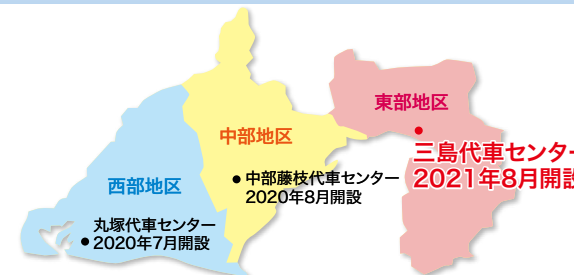 東部地区
中部地区
三島代車センター
2021年8月開設
西部地区
中部藤枝代車センター
2020年8月開設
丸塚代車センター
2020年7月開設